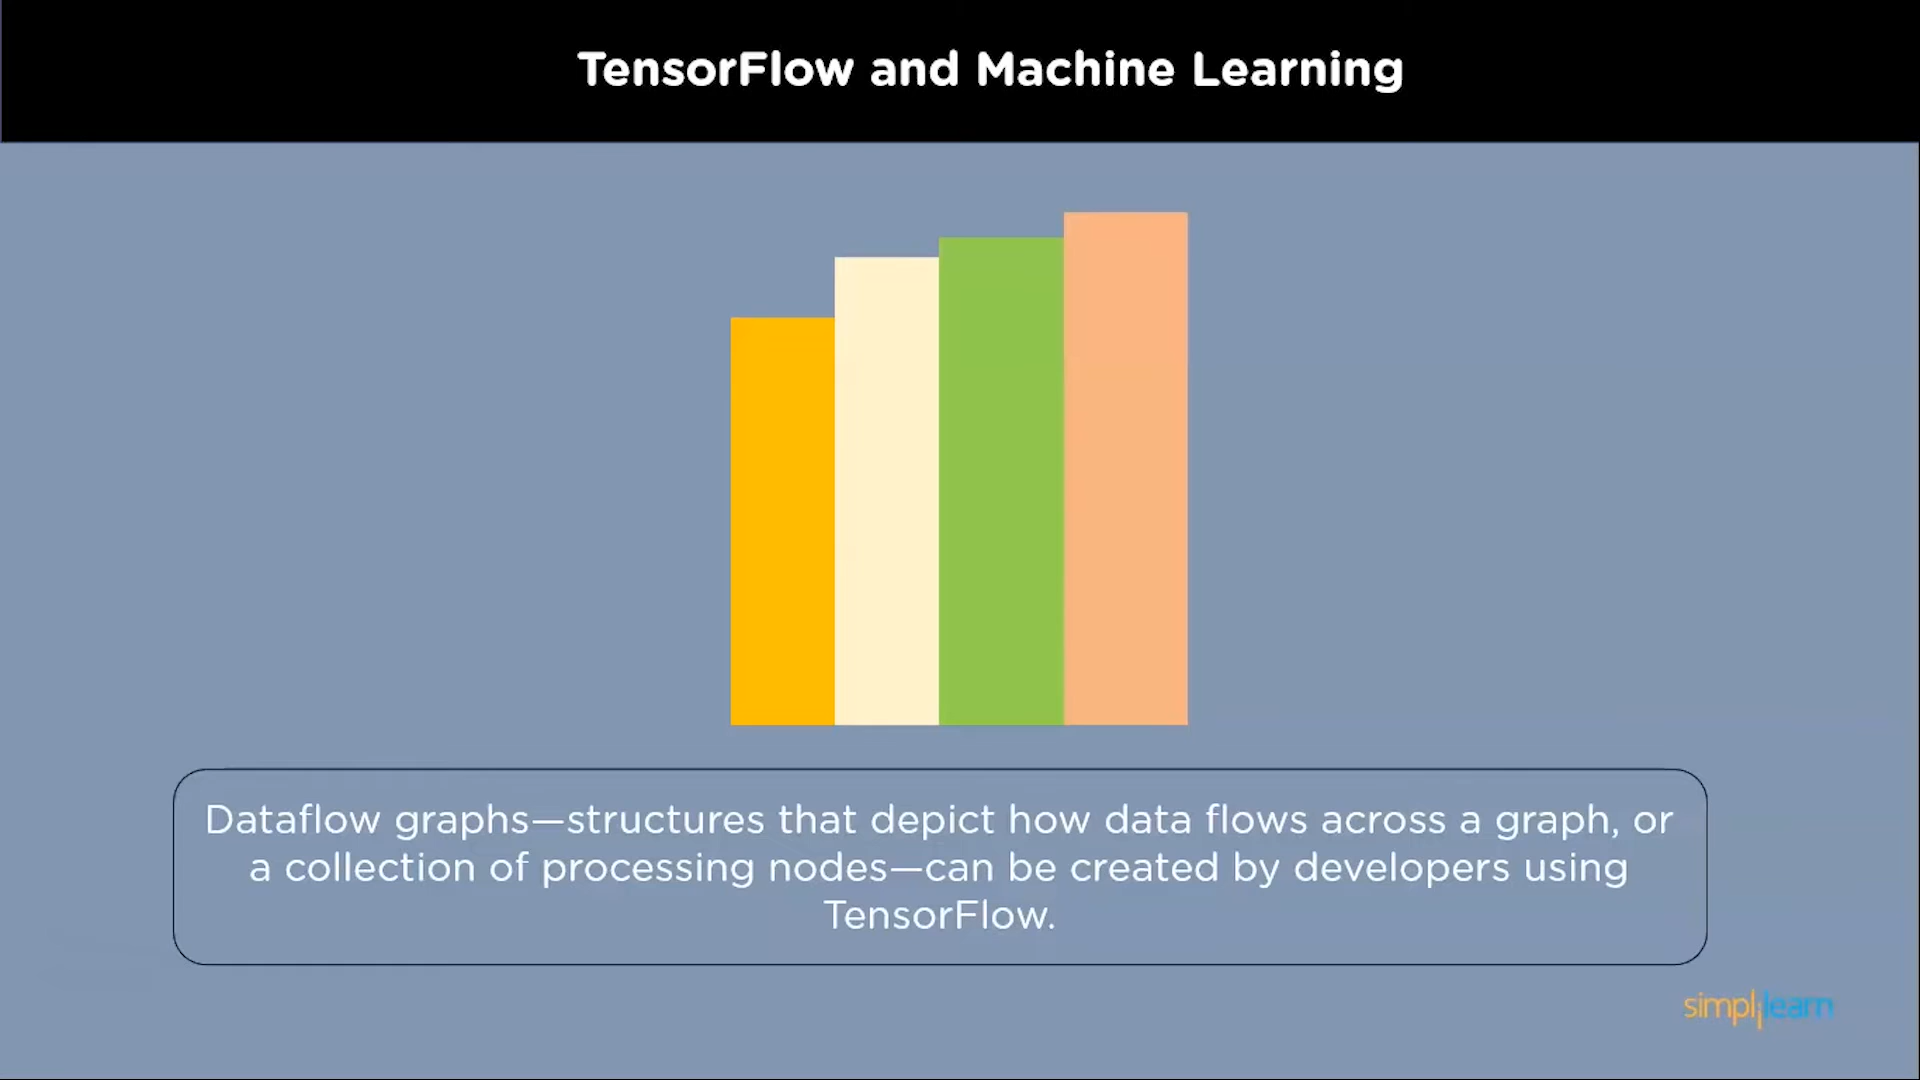 TensorFlow and Machine Learning
Dataflow graphs—structures that depict how data flows across a graph, or
a collection of processing nodes—can be created by developers using
TensorFlow.
simplilearn